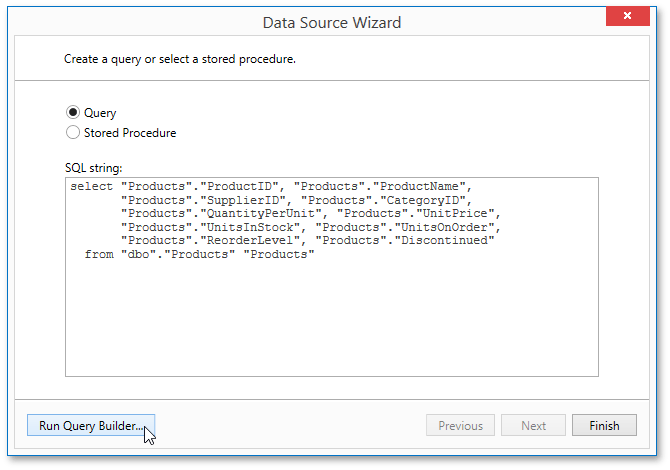 Data Source Wizard
Create a query or select a stored procedure.
Query
Stored Procedure
SQL string:
select "Products"."ProductID", "Products"."ProductName",
"Products"."SupplierID", "Products"."CategoryID",
"Products"."QuantityPerUnit", "Products"."UnitPrice",
"Products"."UnitsInStock", "Products"."UnitsOnOrder",
"Products"."ReorderLevel", "Products"."Discontinued"
from "dbo"."Products" "Products"
Run Query Builder...
Previous
Next
Finish